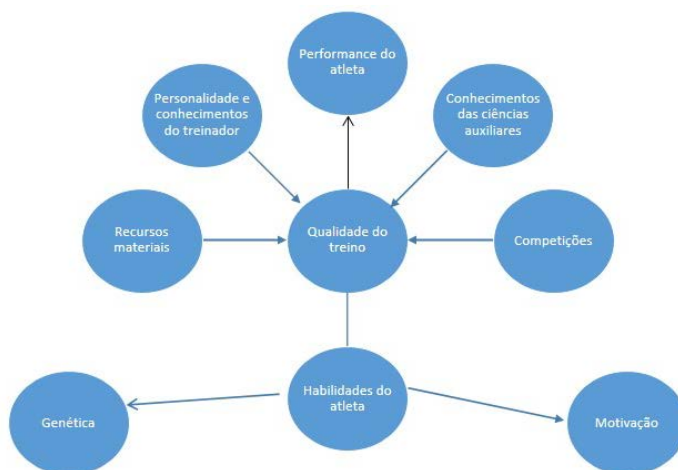 Performance do
atleta
Personalidade e
conhecimentos
do treinador
Conhecimentos
das ciências
auxiliares
Recursos
materiais
Qualidade do
treino
Competições
Habilidades do
atleta
Genética
Motivação